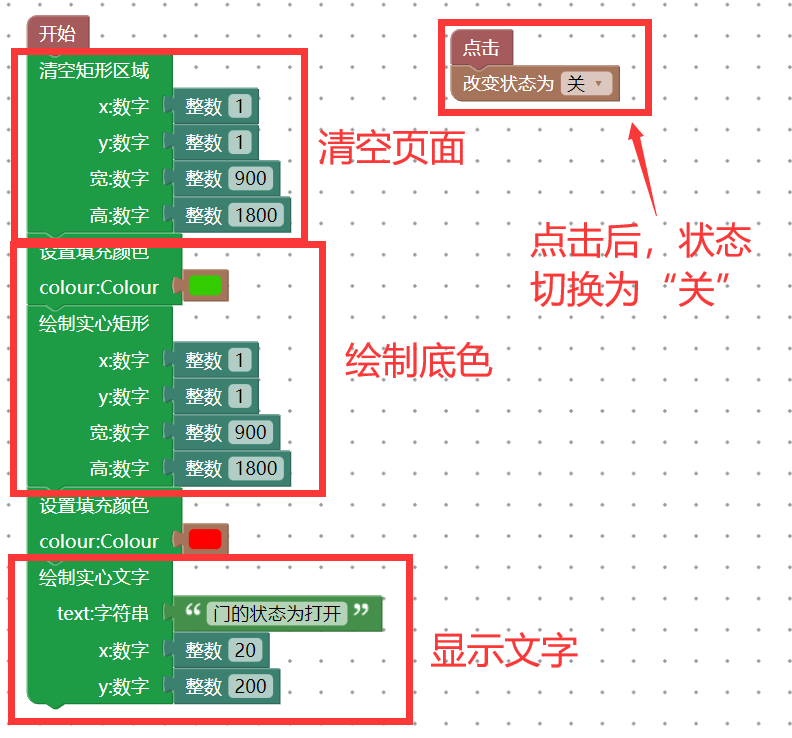 开始
清空矩形区域
x:数字 整数 1
y:数字 整数 1
宽:数字 整数 900
高:数字 整数 1800
设置填充颜色
colour:Colour
绘制实心矩形
x:数字 整数 1
y:数字 整数 1
宽:数字 整数 900
高:数字 整数 1800
设置填充颜色
colour:Colour
绘制实心文字
text:字符串 “ 门的状态为打开 ”
x:数字 整数 20
y:数字 整数 200
清空页面
绘制底色
显示文字
点击
改变状态为 关
点击后，状态
切换为“关”